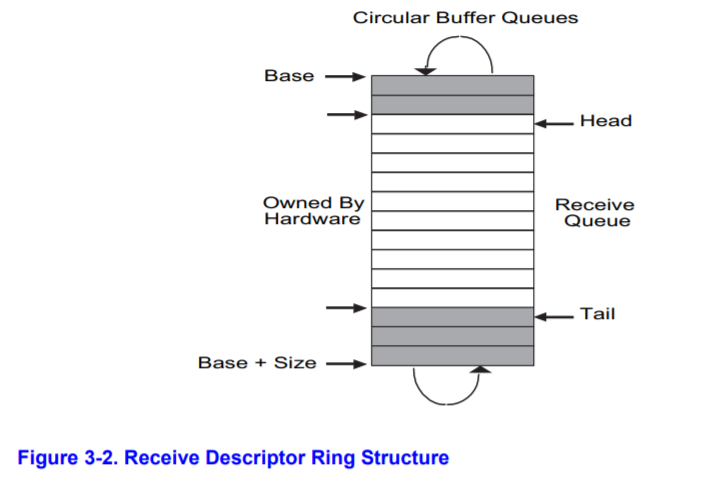 Circular Buffer Queues
Base
Head
Owned By
Hardware
Receive
Queue
Tail
Base + Size
Figure 3-2. Receive Descriptor Ring Structure